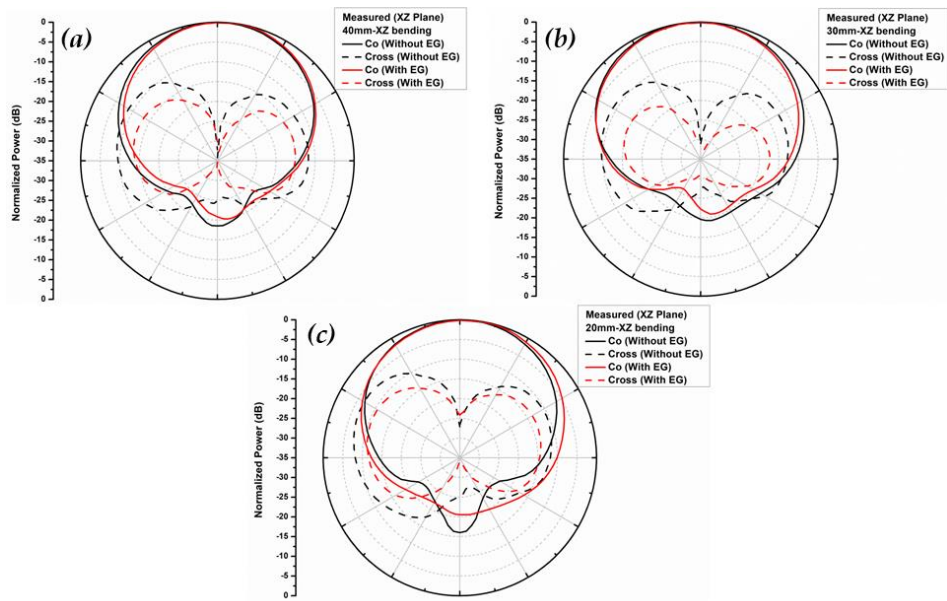 (a)
Measured (XZ Plane)
40mm-XZ bending
Co (Without EG)
Cross (Without EG)
Co (With EG)
Cross (With EG)
Normalized Power (dB)
0
-5
-10
-15
-20
-25
-30
-35
-30
-25
-20
-15
-10
-5
0
(b)
Measured (XZ Plane)
30mm-XZ bending
Co (Without EG)
Cross (Without EG)
Co (With EG)
Cross (With EG)
Normalized Power (dB)
0
-5
-10
-15
-20
-25
-30
-35
-30
-25
-20
-15
-10
-5
0
(c)
Measured (XZ Plane)
20mm-XZ bending
Co (Without EG)
Cross (Without EG)
Co (With EG)
Cross (With EG)
Normalized Power (dB)
0
-5
-10
-15
-20
-25
-30
-35
-30
-25
-20
-15
-10
-5
0